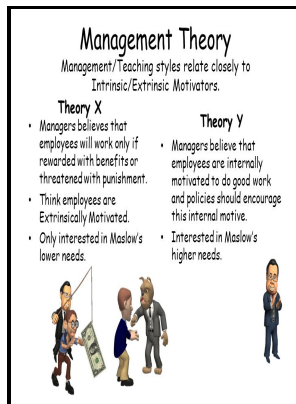 Management Theory
Management/Teaching styles relate closely to
Intrinsic/Extrinsic Motivators.
Theory X
• Managers believes that
employees will work only if
rewarded with benefits or
threatened with punishment.
• Think employees are
Extrinsically Motivated.
• Only interested in Maslow's
lower needs.
Theory Y
• Managers believe that
employees are internally
motivated to do good work
and policies should encourage
this internal motive.
• Interested in Maslow's
higher needs.